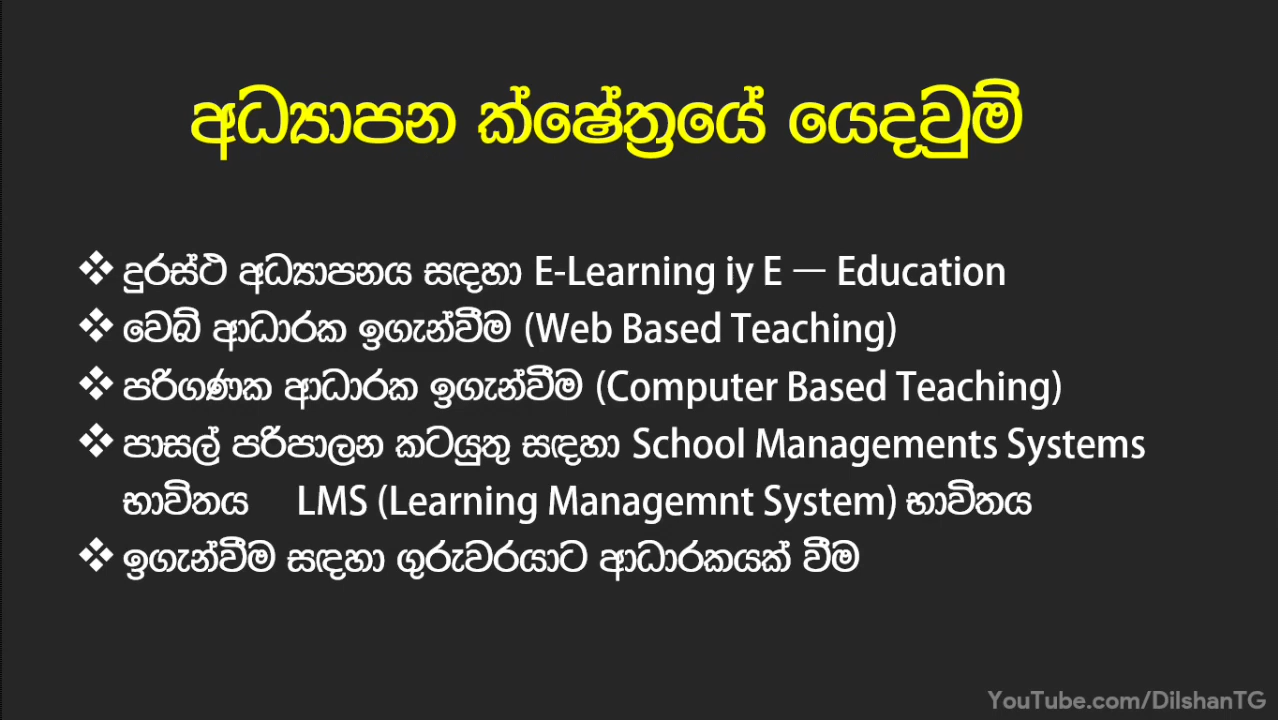 අධ්‍යාපන ක්ෂේත්‍රයේ යෙදවුම්
❖ දුරස්ථ අධ්‍යාපනය සඳහා E-Learning iy E — Education
❖ වෙබ් ආධාරක ඉගැන්වීම (Web Based Teaching)
❖ පරිගණක ආධාරක ඉගැන්වීම (Computer Based Teaching)
❖ පාසල් පරිපාලන කටයුතු සඳහා School Managements Systems
භාවිතය LMS (Learning Managemnt System) භාවිතය
❖ ඉගැන්වීම සඳහා ගුරුවරයාට ආධාරකයක් වීම
YouTube.com/DilshanTG